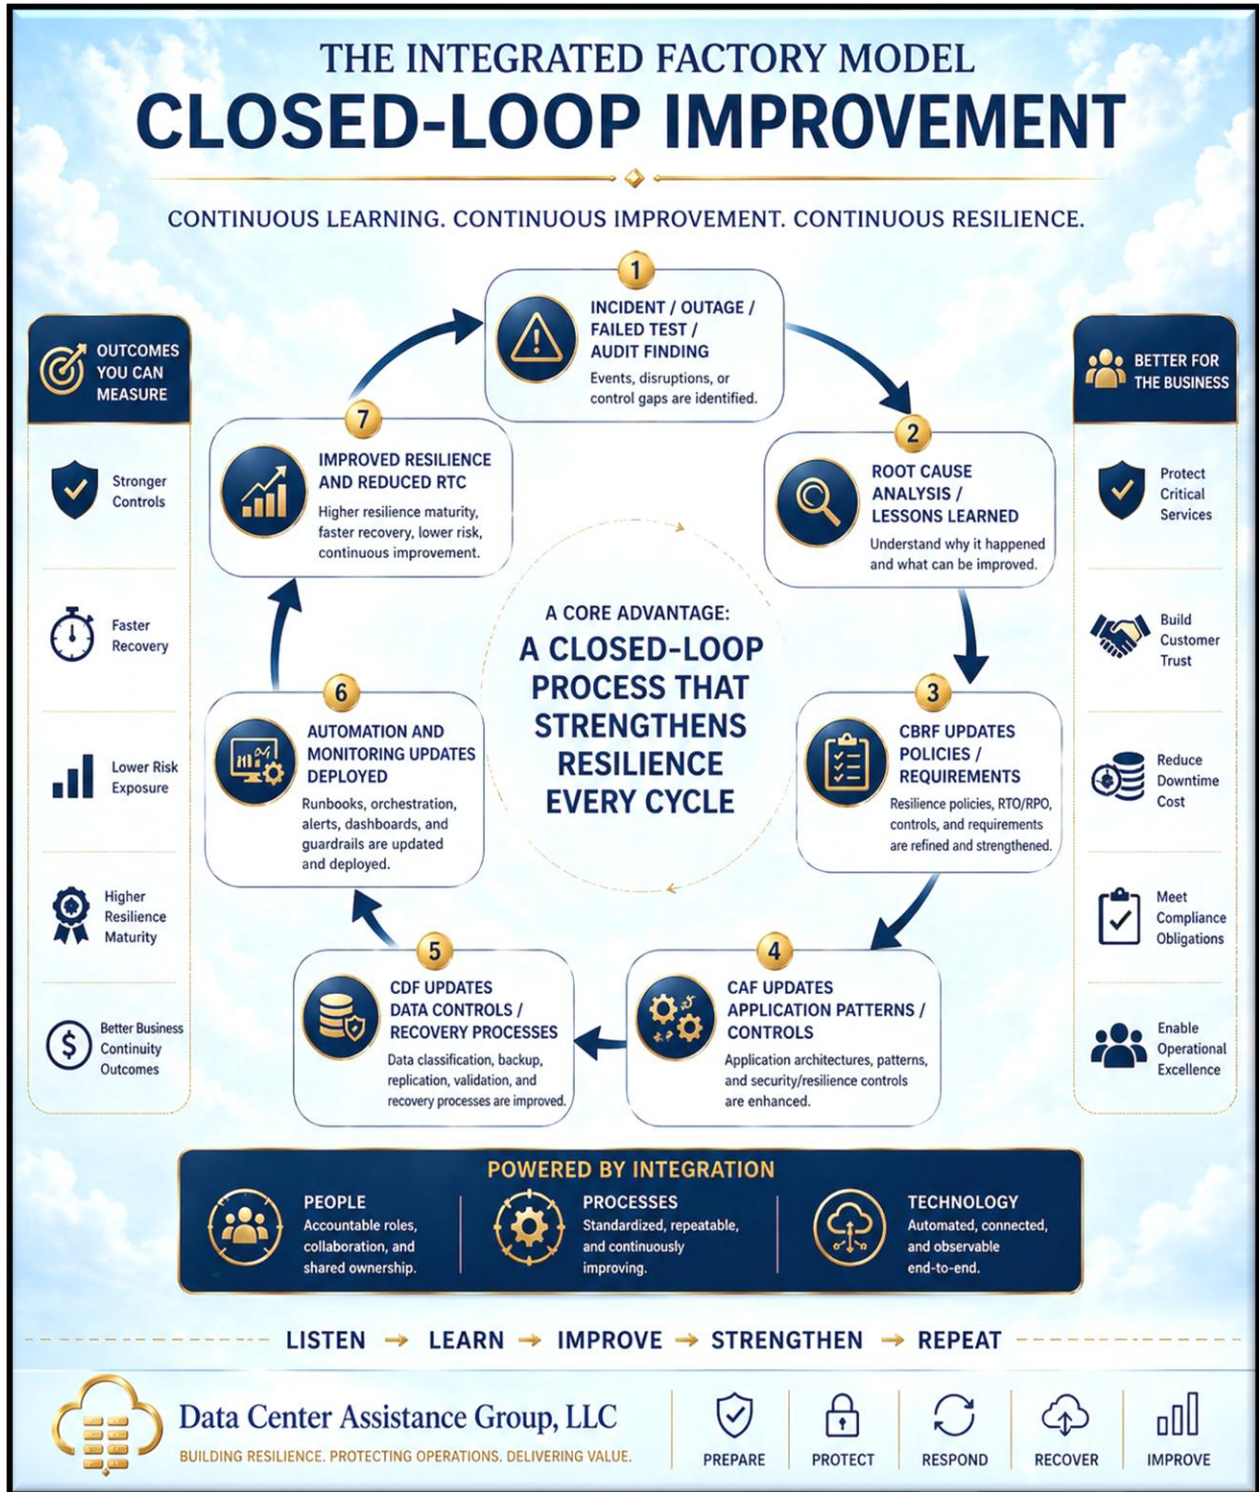 THE INTEGRATED FACTORY MODEL
CLOSED-LOOP IMPROVEMENT
CONTINUOUS LEARNING. CONTINUOUS IMPROVEMENT. CONTINUOUS RESILIENCE.
OUTCOMES
YOU CAN
MEASURE
Stronger
Controls
Faster
Recovery
Lower Risk
Exposure
Higher
Resilience
Maturity
$
Better Business
Continuity
Outcomes
1
INCIDENT / OUTAGE /
FAILED TEST /
AUDIT FINDING
Events, disruptions, or
control gaps are identified.
2
ROOT CAUSE
ANALYSIS /
LESSONS LEARNED
Understand why it happened
and what can be improved.
3
CBRF UPDATES
POLICIES /
REQUIREMENTS
Resilience policies, RTO/RPO,
controls, and requirements
are refined and strengthened.
4
CAF UPDATES
APPLICATION PATTERNS /
CONTROLS
Application architectures, patterns,
and security/resilience controls
are enhanced.
5
CDF UPDATES
DATA CONTROLS /
RECOVERY PROCESSES
Data classification, backup,
replication, validation, and
recovery processes are improved.
6
AUTOMATION AND
MONITORING UPDATES
DEPLOYED
Runbooks, orchestration,
alerts, dashboards, and
guardrails are updated
and deployed.
7
IMPROVED RESILIENCE
AND REDUCED RTC
Higher resilience maturity,
faster recovery, lower risk,
continuous improvement.
A CORE ADVANTAGE:
A CLOSED-LOOP
PROCESS THAT
STRENGTHENS
RESILIENCE
EVERY CYCLE
BETTER FOR
THE BUSINESS
Protect
Critical
Services
Build
Customer
Trust
Reduce
Downtime
Cost
Meet
Compliance
Obligations
Enable
Operational
Excellence
POWERED BY INTEGRATION
PEOPLE
Accountable roles,
collaboration, and
shared ownership.
PROCESSES
Standardized, repeatable,
and continuously
improving.
TECHNOLOGY
Automated, connected,
and observable
end-to-end.
LISTEN → LEARN → IMPROVE → STRENGTHEN → REPEAT
Data Center Assistance Group, LLC
BUILDING RESILIENCE. PROTECTING OPERATIONS. DELIVERING VALUE.
PREPARE
PROTECT
RESPOND
RECOVER
IMPROVE